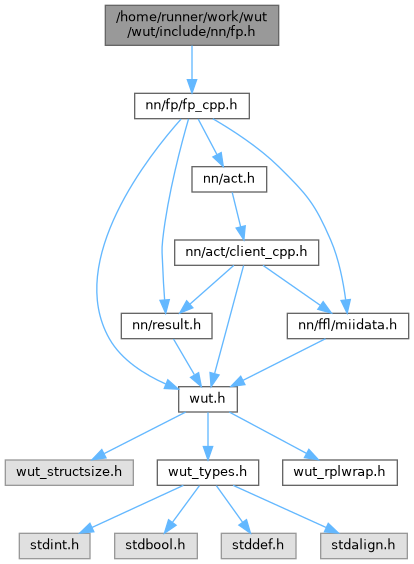 /home/runner/work/wut
/wut/include/nn/fp.h
nn/fp/fp_cpp.h
nn/act.h
nn/act/client_cpp.h
nn/result.h
nn/ffl/miidata.h
wut.h
wut_structsize.h
wut_types.h
wut_rplwrap.h
stdint.h
stdbool.h
stddef.h
stdalign.h